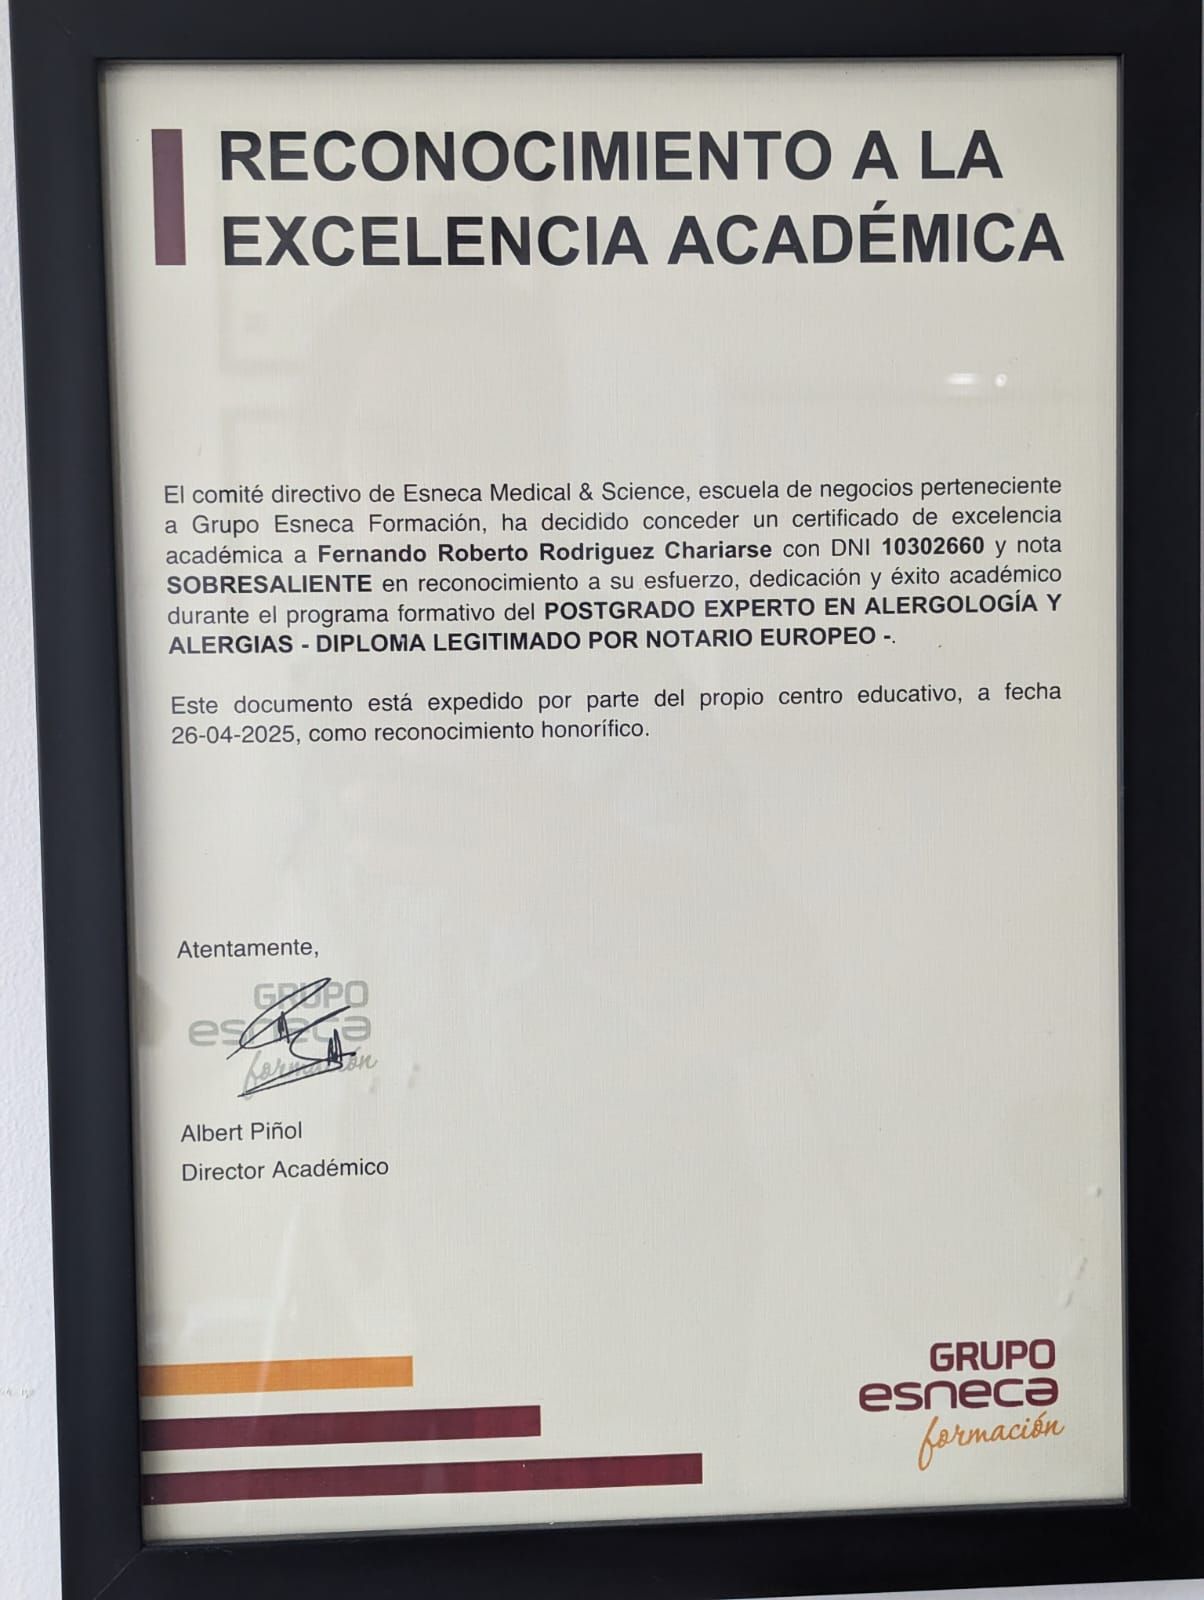 RECONOCIMIENTO A LA
EXCELENCIA ACADÉMICA
El comité directivo de Esneca Medical & Science, escuela de negocios perteneciente
a Grupo Esneca Formación, ha decidido conceder un certificado de excelencia
académica a Fernando Roberto Rodriguez Chariarse con DNI 10302660 y nota
SOBRESALIENTE en reconocimiento a su esfuerzo, dedicación y éxito académico
durante el programa formativo del POSTGRADO EXPERTO EN ALERGOLOGÍA Y
ALERGIAS - DIPLOMA LEGITIMADO POR NOTARIO EUROPEO -.
Este documento está expedido por parte del propio centro educativo, a fecha
26-04-2025, como reconocimiento honorífico.
Atentamente,
GRUPO
esneca
formación
Albert Piñol
Director Académico
GRUPO
esneca
formación